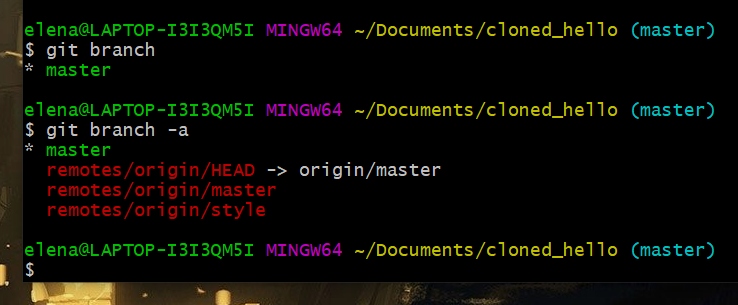 elena@LAPTOP-I3I3QM5I MINGW64 ~/Documents/cloned_hello (master)
$ git branch
* master
elena@LAPTOP-I3I3QM5I MINGW64 ~/Documents/cloned_hello (master)
$ git branch -a
* master
remotes/origin/HEAD -> origin/master
remotes/origin/master
remotes/origin/style
elena@LAPTOP-I3I3QM5I MINGW64 ~/Documents/cloned_hello (master)
$